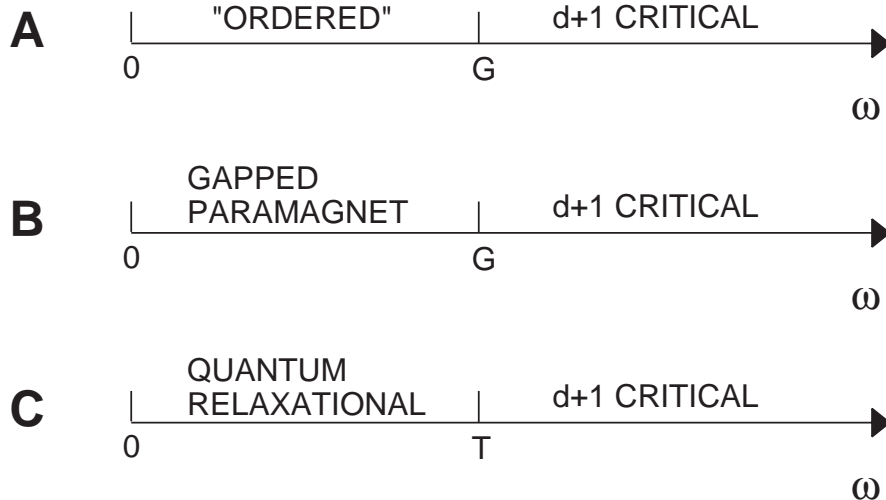 A "ORDERED" d+1 CRITICAL
0 G
ω
GAPPED
B PARAMAGNET d+1 CRITICAL
0 G
ω
QUANTUM
C RELAXATIONAL d+1 CRITICAL
0 T
ω